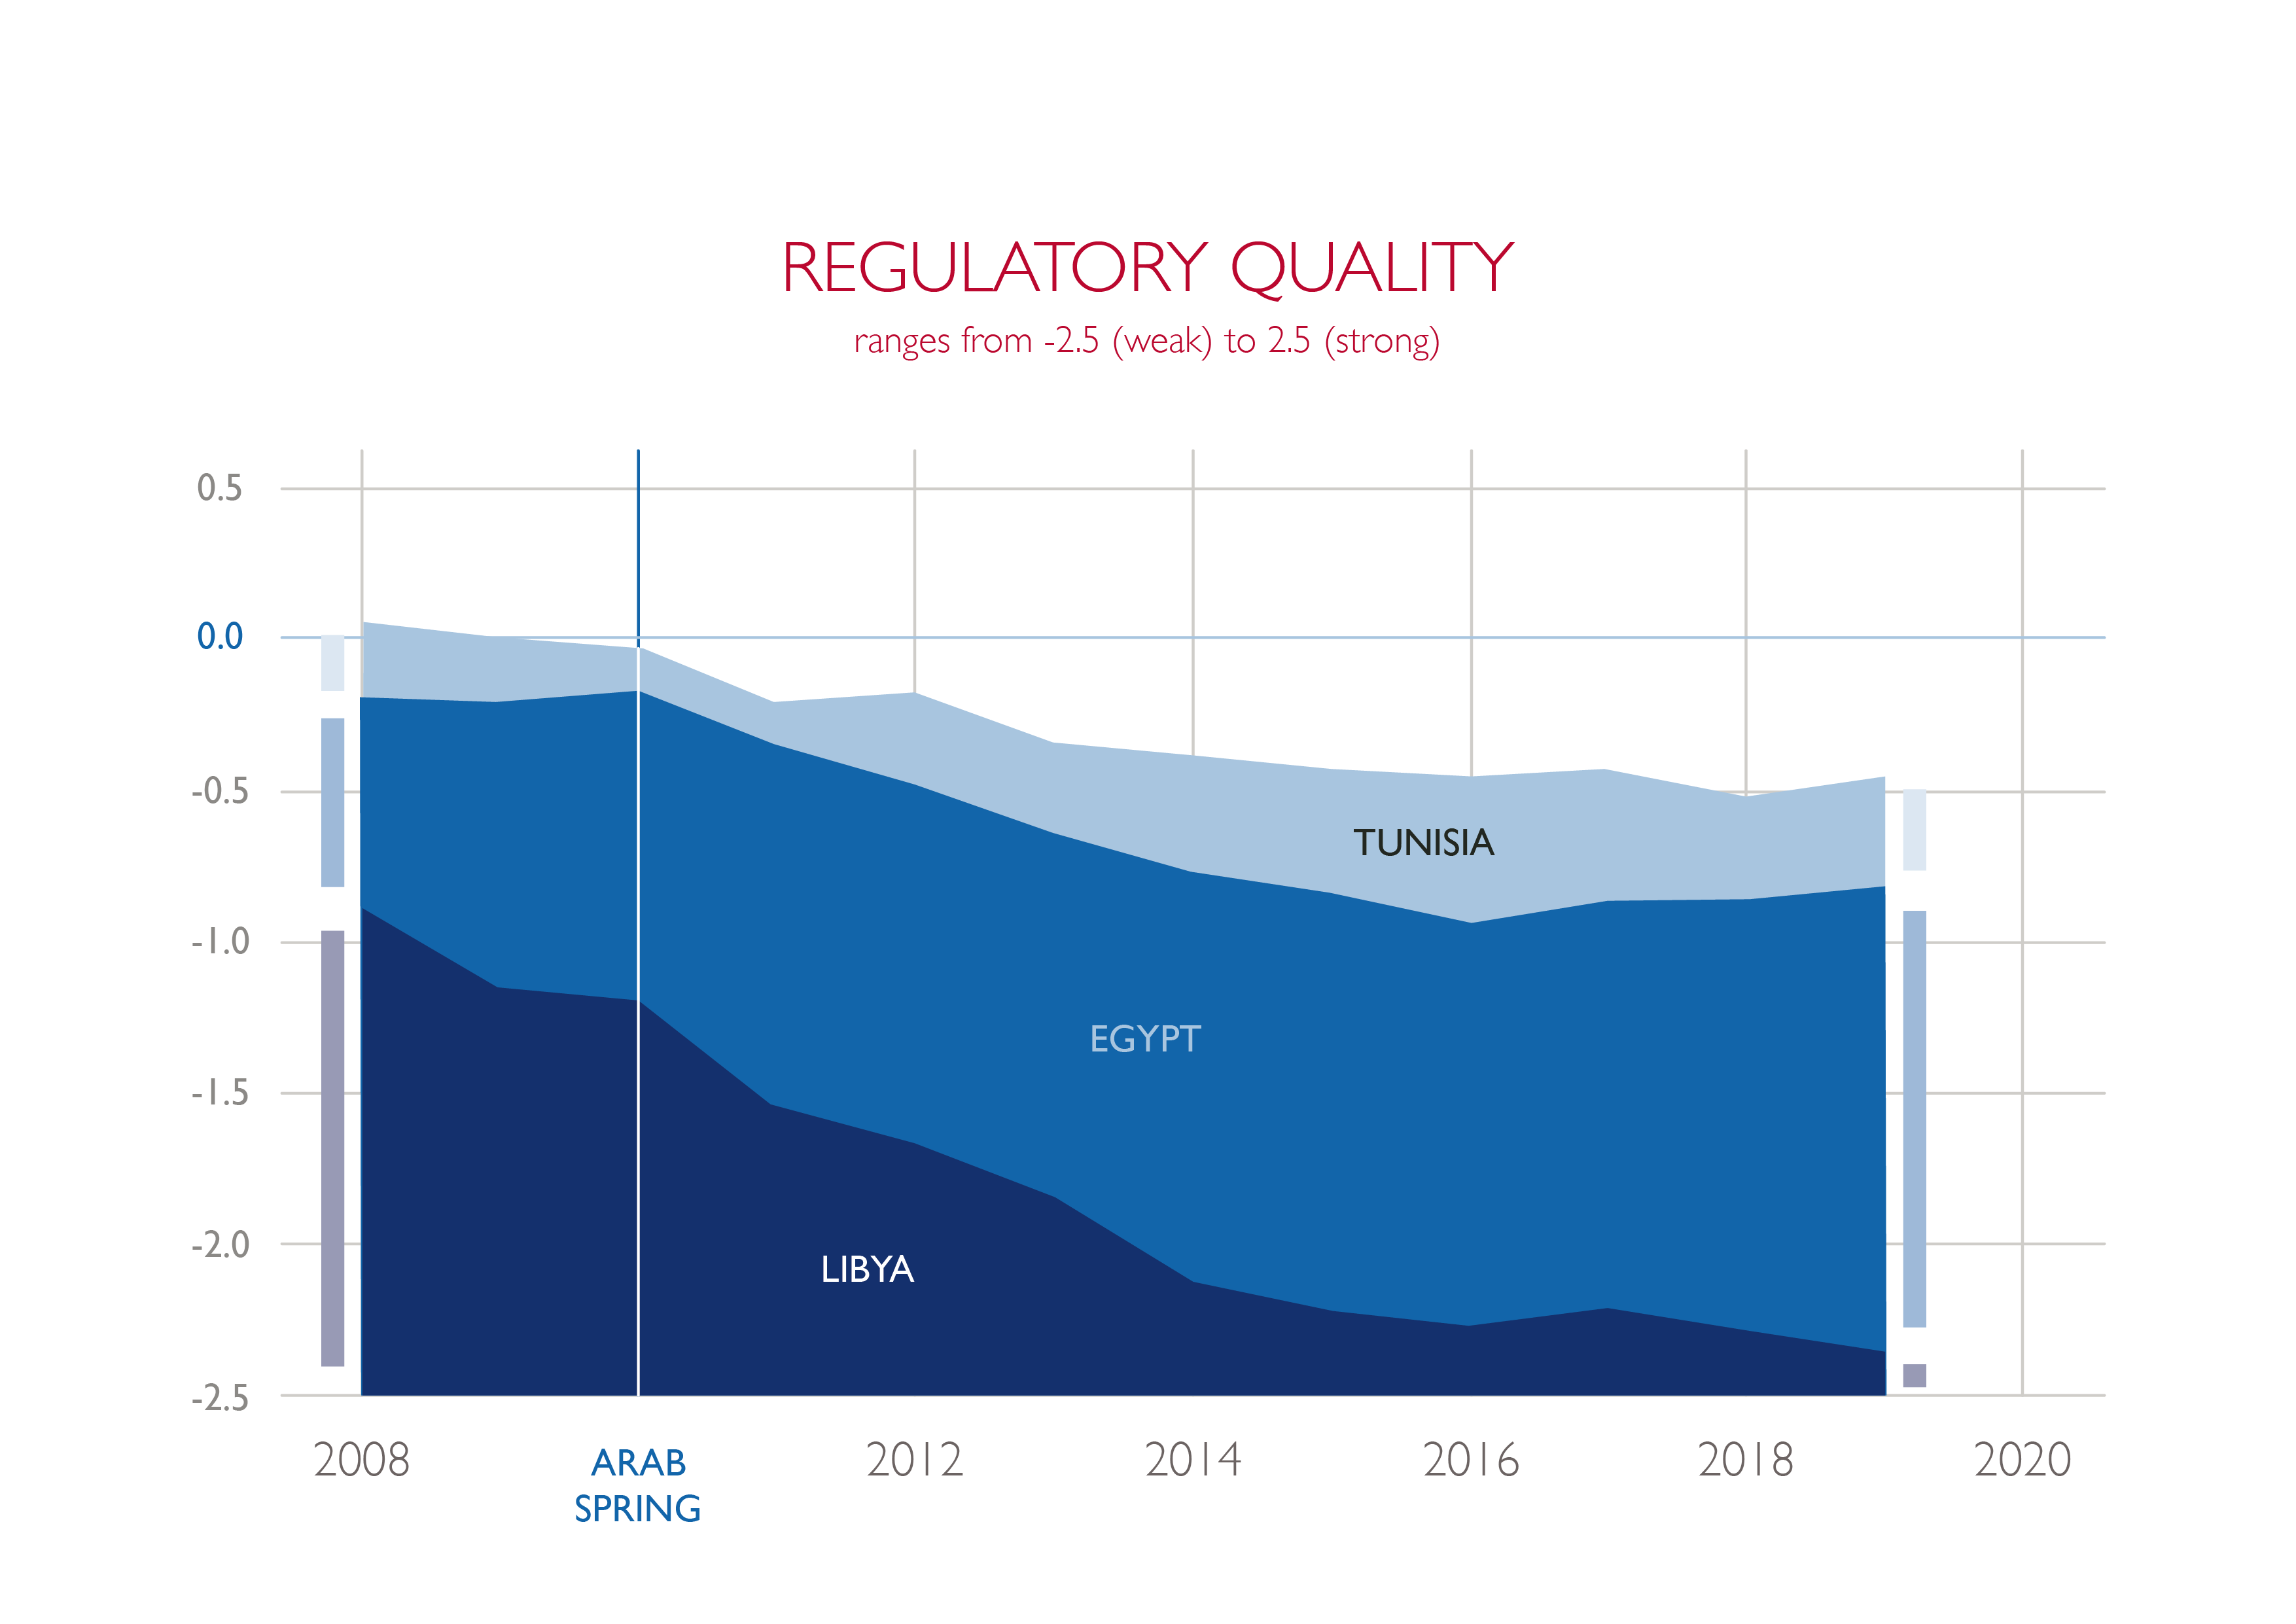 REGULATORY QUALITY
ranges from -2.5 (weak) to 2.5 (strong)
0.5
0.0
-0.5
TUNISIA
-1.0
EGYPT
-1.5
-2.0
LIBYA
-2.5
2008
ARAB
SPRING
2012
2014
2016
2018
2020